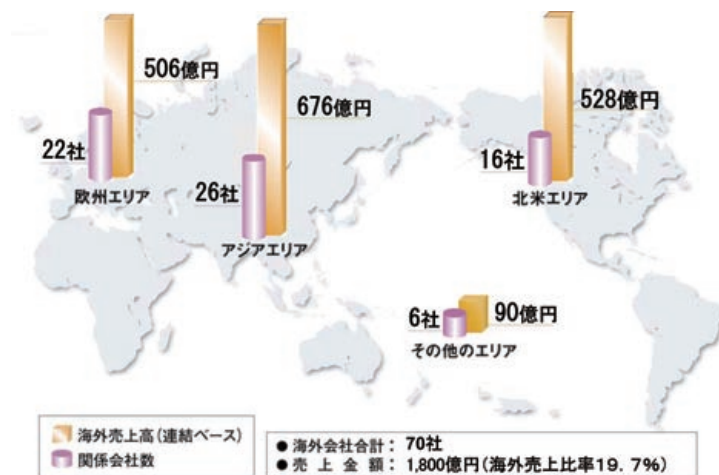 506億円
22社
欧州エリア
676億円
26社
アジアエリア
528億円
16社
北米エリア
90億円
6社
その他のエリア
海外売上高(連結ベース)
関係会社数
●海外会社合計: 70社
●売上金額: 1,800億円(海外売上比率19.7%)